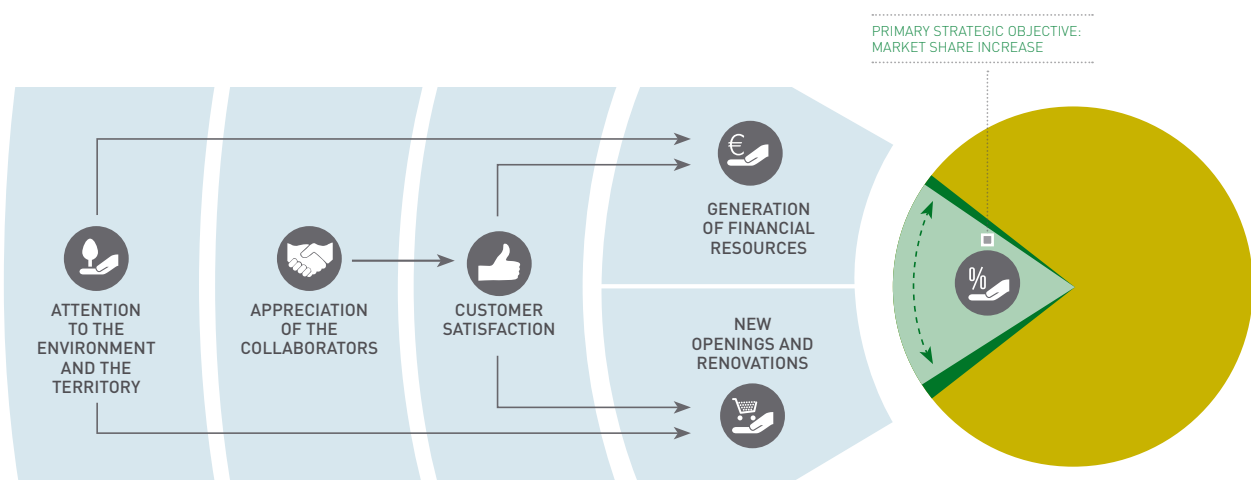 PRIMARY STRATEGIC OBJECTIVE:
MARKET SHARE INCREASE
€
GENERATION
OF FINANCIAL
RESOURCES
ATTENTION
TO THE
ENVIRONMENT
AND THE
TERRITORY
APPRECIATION
OF THE
COLLABORATORS
CUSTOMER
SATISFACTION
NEW
OPENINGS AND
RENOVATIONS
%